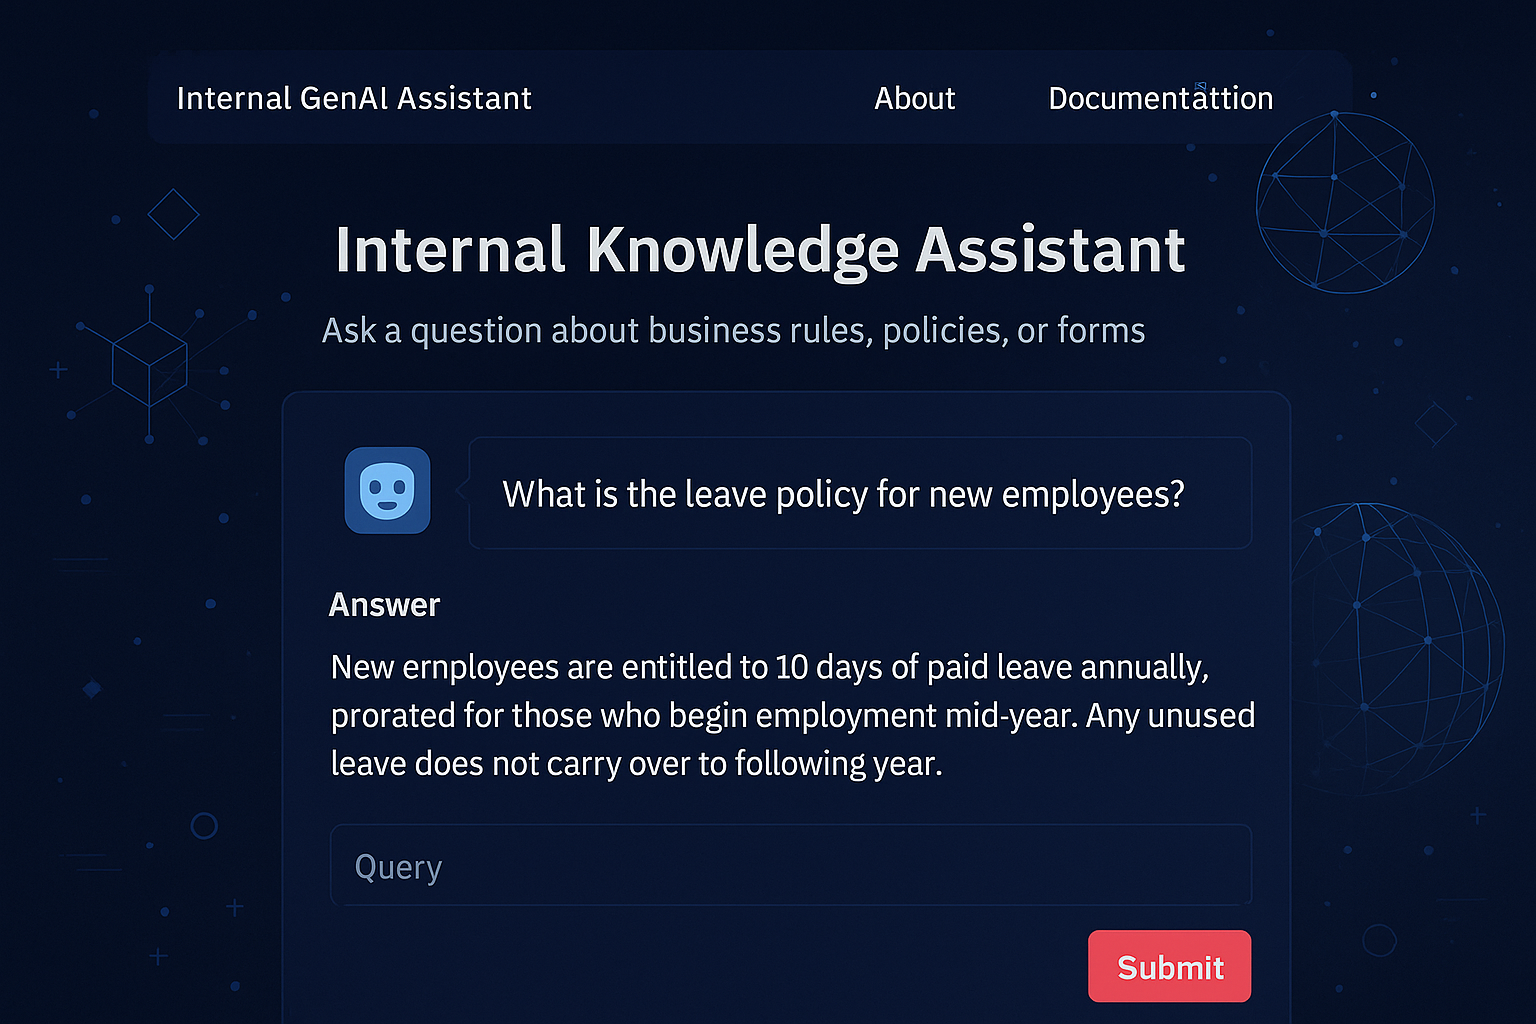 Internal GenAI Assistant
About
Documentattion
Internal Knowledge Assistant
Ask a question about business rules, policies, or forms
What is the leave policy for new employees?
Answer
New ernployees are entitled to 10 days of paid leave annually,
prorated for those who begin employment mid-year. Any unused
leave does not carry over to following year.
Query
Submit